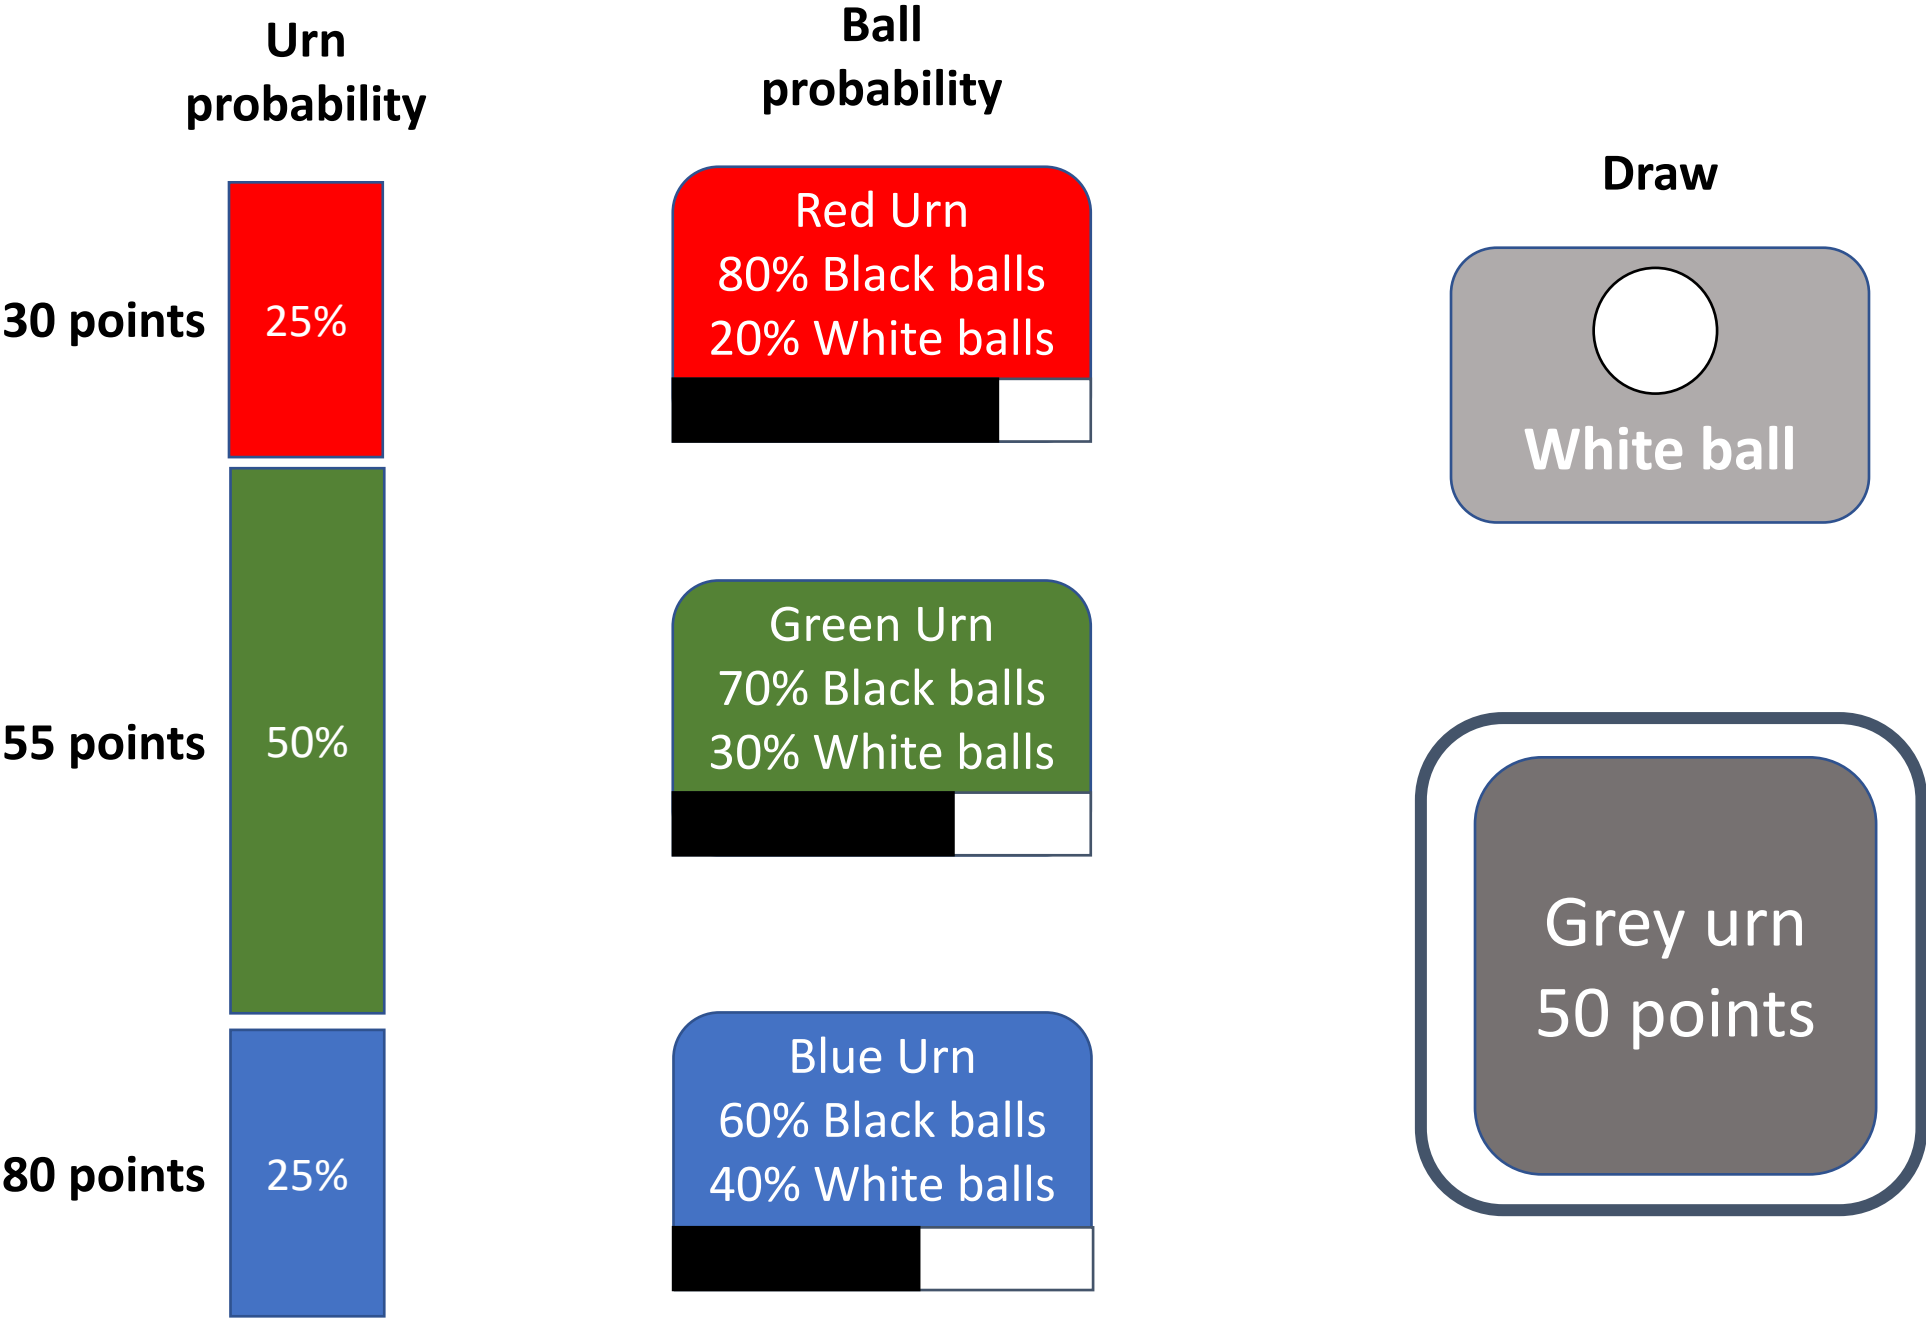 Urn
probability
Ball
probability
Draw
30 points
25%
Red Urn
80% Black balls
20% White balls
White ball
55 points
50%
Green Urn
70% Black balls
30% White balls
Grey urn
50 points
80 points
25%
Blue Urn
60% Black balls
40% White balls